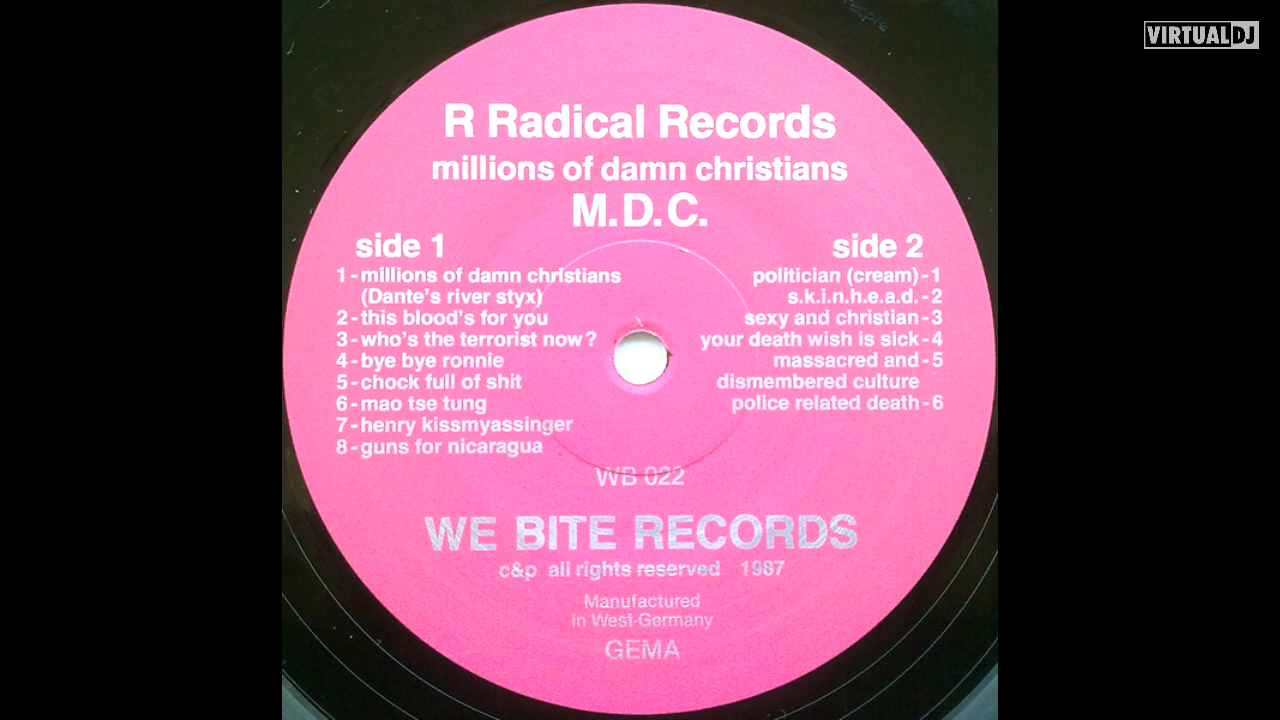 VIRTUALDJ
R Radical Records
millions of damn christians
M.D.C.
side 1
1-millions of damn christians
(Dante's river styx)
2-this blood's for you
3-who's the terrorist now?
4-bye bye ronnie
5-chock full of shit
6-mao tse tung
7-henry kissmyassinger
8-guns for nicaragua
side 2
politician (cream)-1
s.k.i.n.h.e.a.d.-2
sexy and christian-3
your death wish is sick-4
massacred and-5
dismembered culture
police related death-6
WB 022
WE BITE RECORDS
c&p all rights reserved 1987
Manufactured
in West-Germany
GEMA